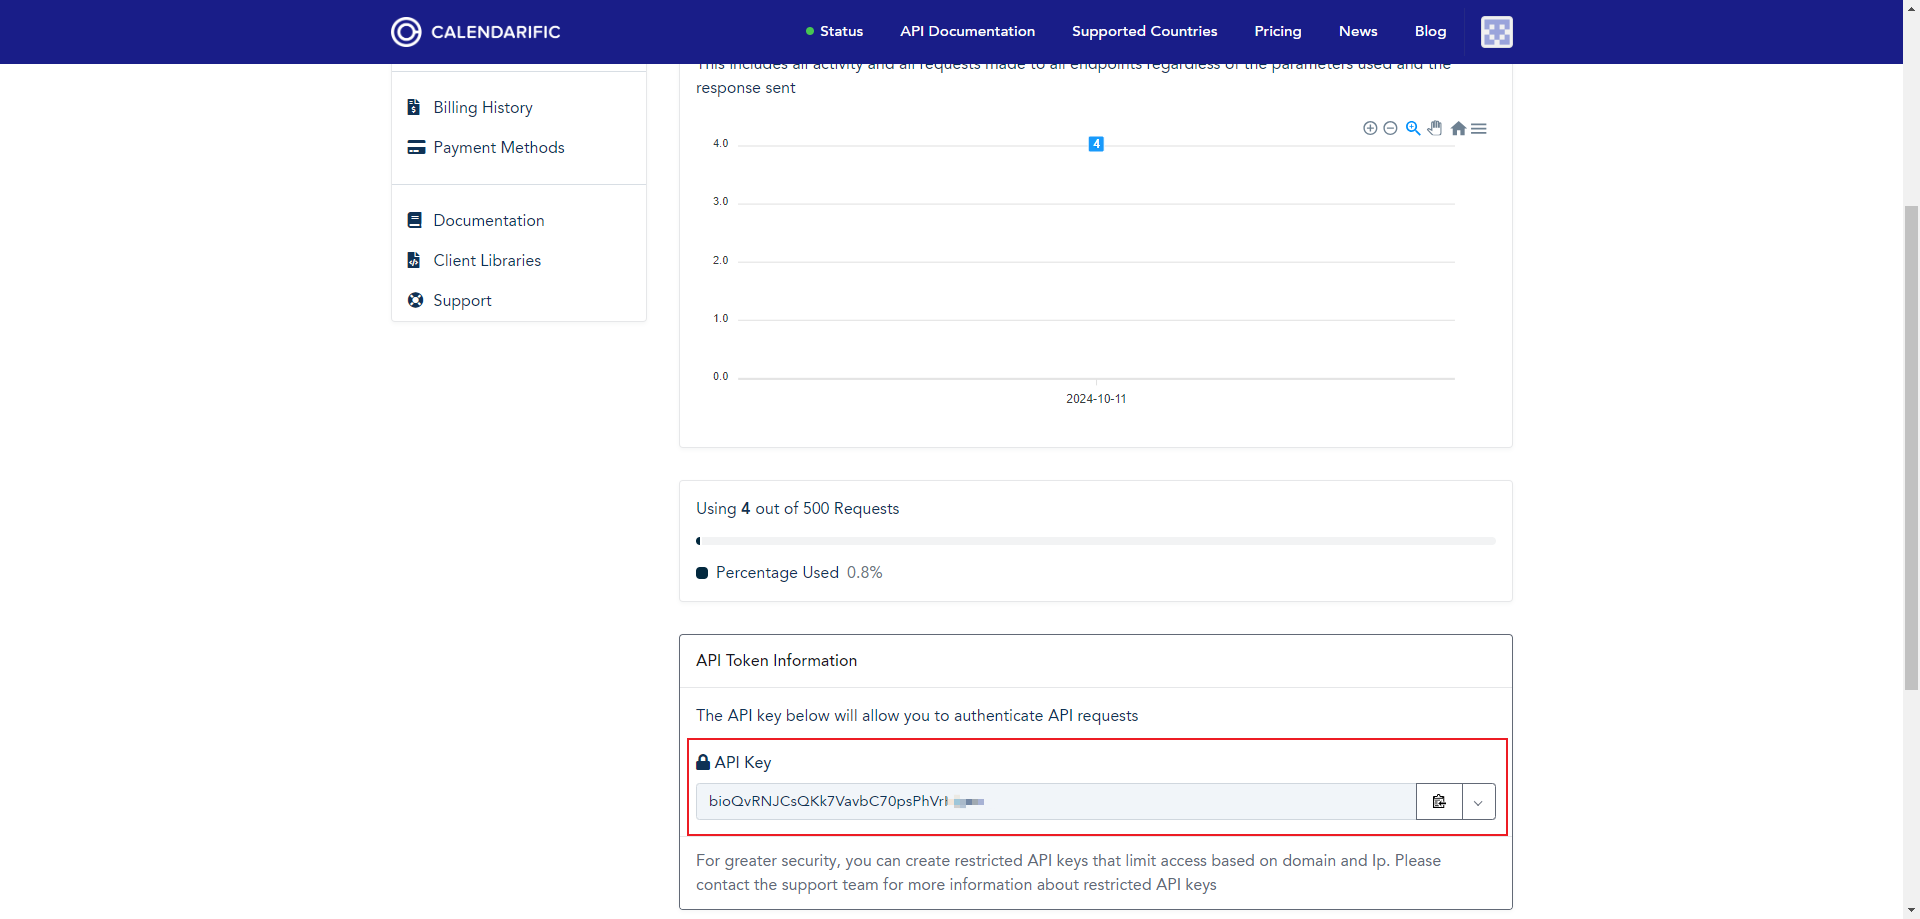 CALENDARIFIC
Status
API Documentation
Supported Countries
Pricing
News
Blog
Billing History
Payment Methods
Documentation
Client Libraries
Support
This includes all activity and all requests made to all endpoints regardless of the parameters used and the
response sent
4.0
4
3.0
2.0
1.0
0.0
2024-10-11
Using 4 out of 500 Requests
Percentage Used 0.8%
API Token Information
The API key below will allow you to authenticate API requests
API Key
bioQvRNJCsQKk7VavbC70psPhVr
For greater security, you can create restricted API keys that limit access based on domain and Ip. Please
contact the support team for more information about restricted API keys